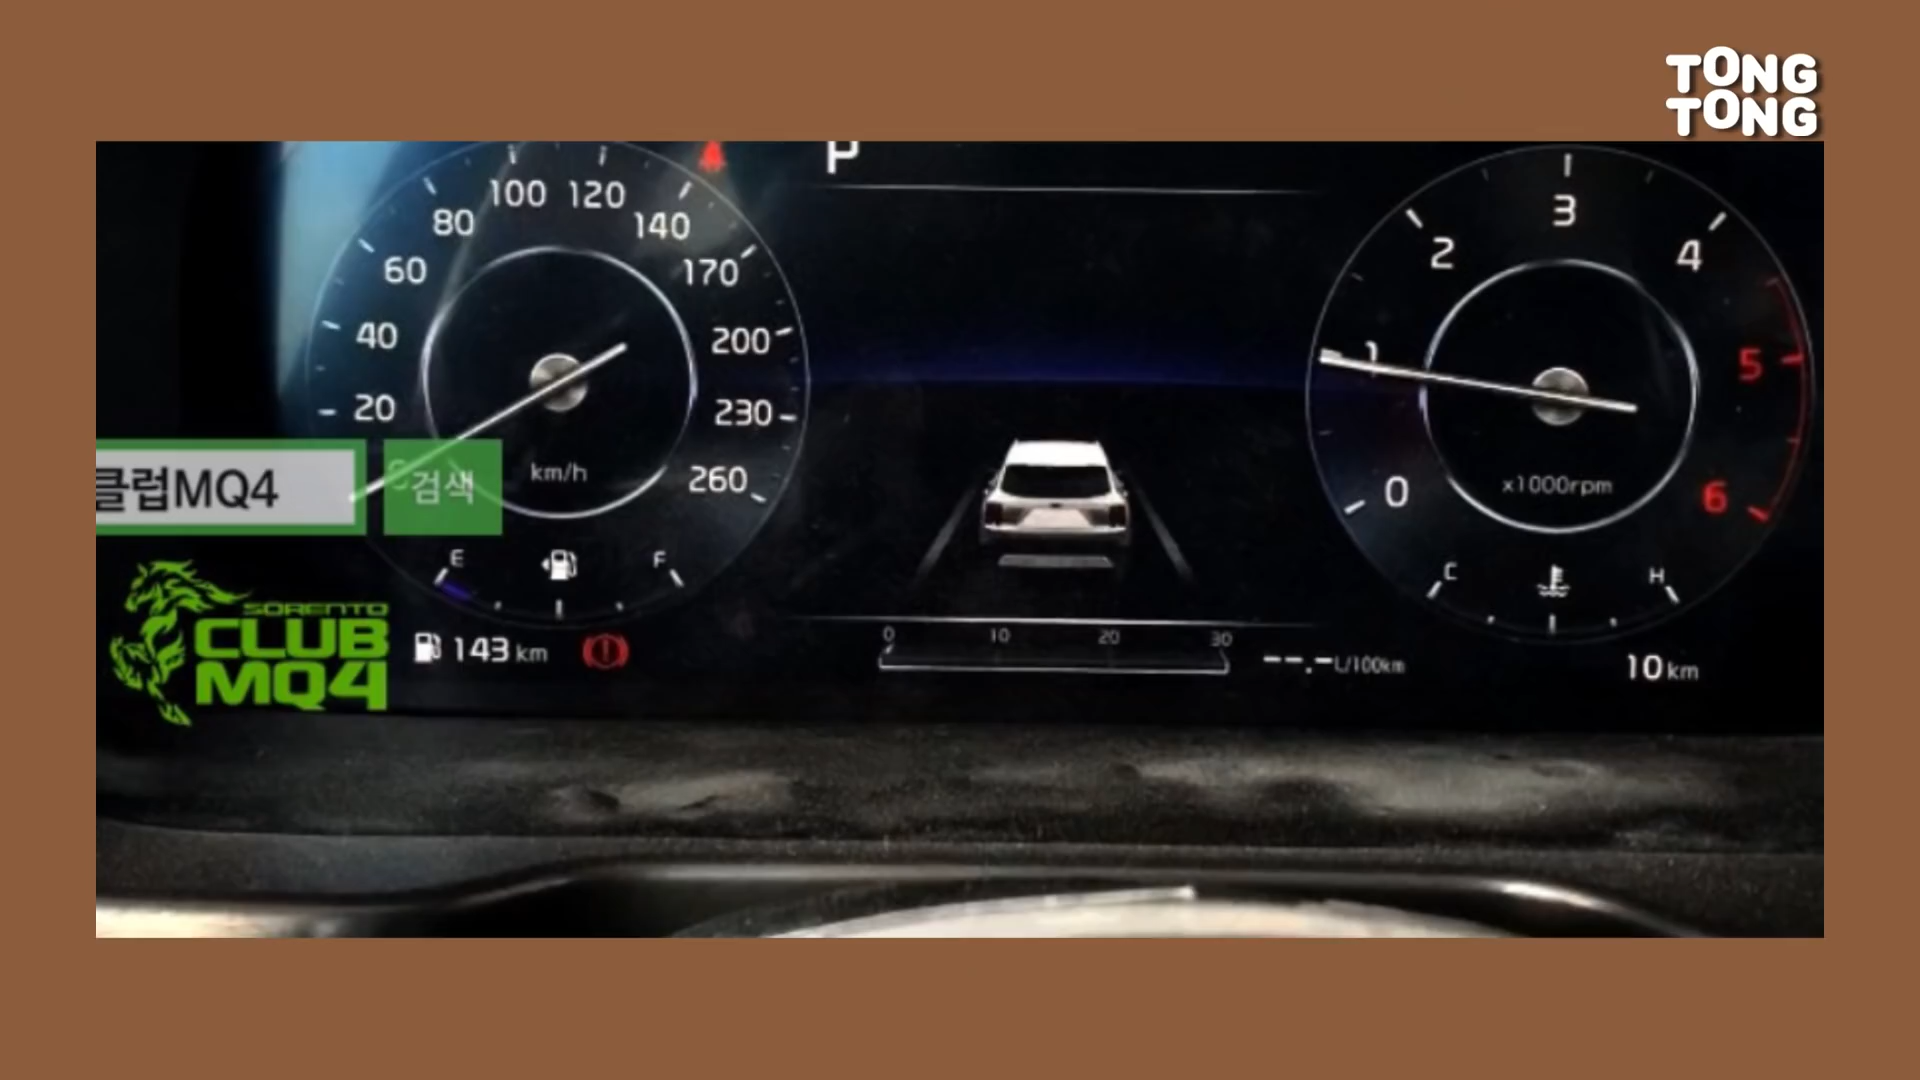 TONG
TONG
P
100 120
80 140
60 170
40 200
20 230
0 260
km/h
E F
143 km
클럽MQ4 검색
SORENTO
CLUB
MQ4
0 10 20 30
--.-L/100km
3
2 4
1 5
0 6
x1000rpm
C H
10 km